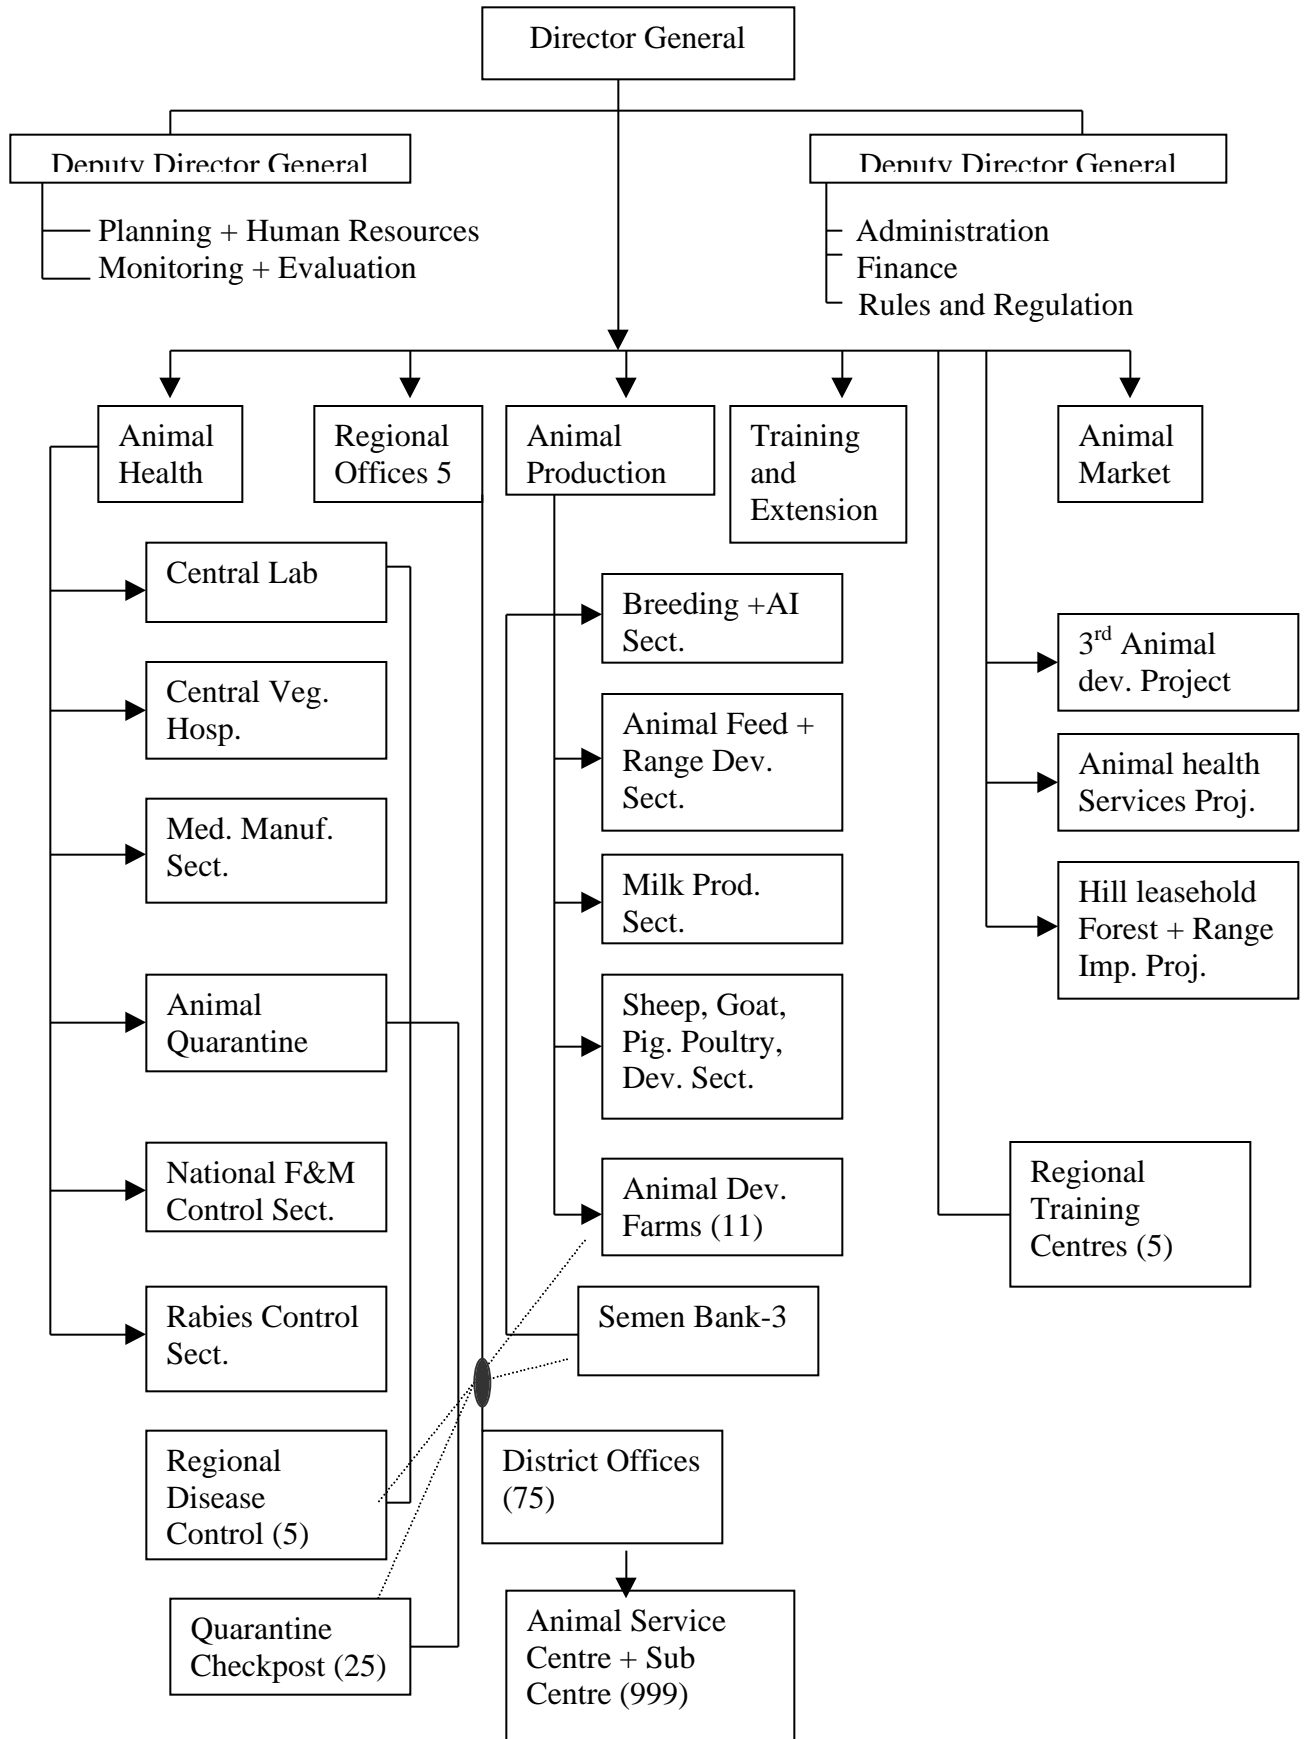 Director General
Deputy Director General
Deputy Director General
Planning + Human Resources
Monitoring + Evaluation
Administration
Finance
Rules and Regulation
Animal
Health
Regional
Offices 5
Animal
Production
Training
and
Extension
Animal
Market
Central Lab
Central Veg.
Hosp.
Med. Manuf.
Sect.
Animal
Quarantine
National F&M
Control Sect.
Rabies Control
Sect.
Regional
Disease
Control (5)
Quarantine
Checkpost (25)
Breeding +AI
Sect.
Animal Feed +
Range Dev.
Sect.
Milk Prod.
Sect.
Sheep, Goat,
Pig. Poultry,
Dev. Sect.
Animal Dev.
Farms (11)
Semen Bank-3
District Offices
(75)
Animal Service
Centre + Sub
Centre (999)
3rd Animal
dev. Project
Animal health
Services Proj.
Hill leasehold
Forest + Range
Imp. Proj.
Regional
Training
Centres (5)